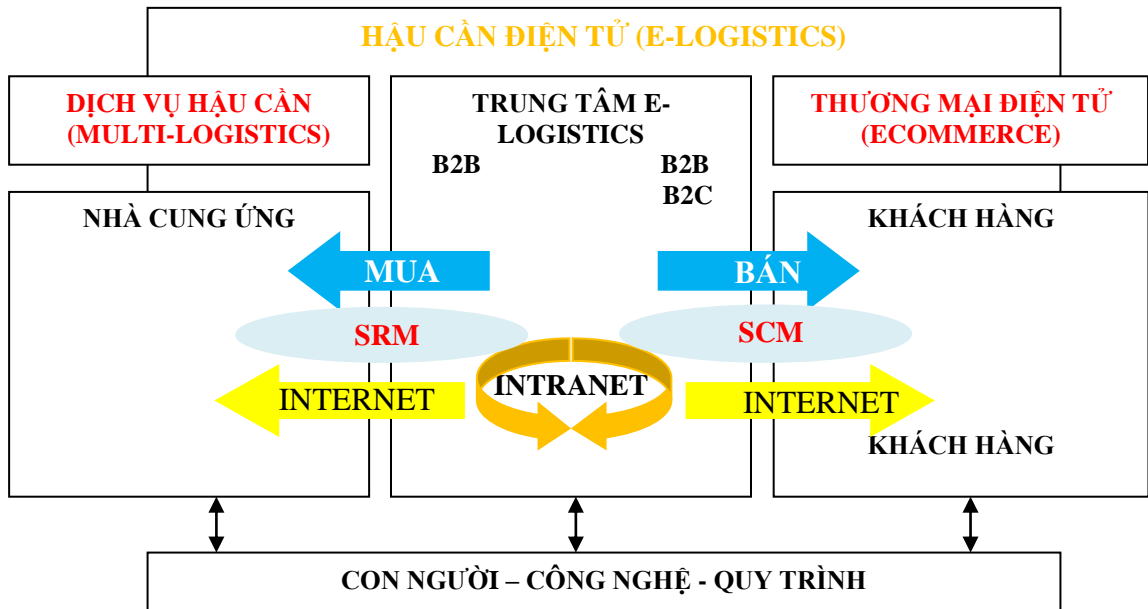 HẬU CẦN ĐIỆN TỬ (E-LOGISTICS)
DỊCH VỤ HẬU CẦN
(MULTI-LOGISTICS)
TRUNG TÂM E-
LOGISTICS
B2B
B2B
B2C
THƯƠNG MẠI ĐIỆN TỬ
(ECOMMERCE)
NHÀ CUNG ỨNG
KHÁCH HÀNG
MUA
BÁN
SRM
SCM
INTERNET
INTRANET
INTERNET
KHÁCH HÀNG
CON NGƯỜI – CÔNG NGHỆ - QUY TRÌNH